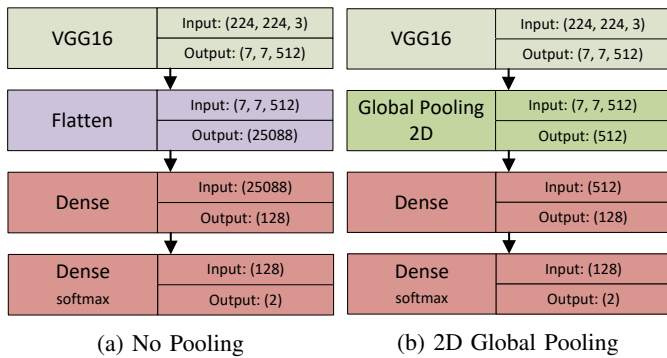 VGG16
Input: (224, 224, 3)
Output: (7, 7, 512)
Flatten
Input: (7, 7, 512)
Output: (25088)
Dense
Input: (25088)
Output: (128)
Dense
softmax
Input: (128)
Output: (2)
(a) No Pooling
VGG16
Input: (224, 224, 3)
Output: (7, 7, 512)
Global Pooling
2D
Input: (7, 7, 512)
Output: (512)
Dense
Input: (512)
Output: (128)
Dense
softmax
Input: (128)
Output: (2)
(b) 2D Global Pooling